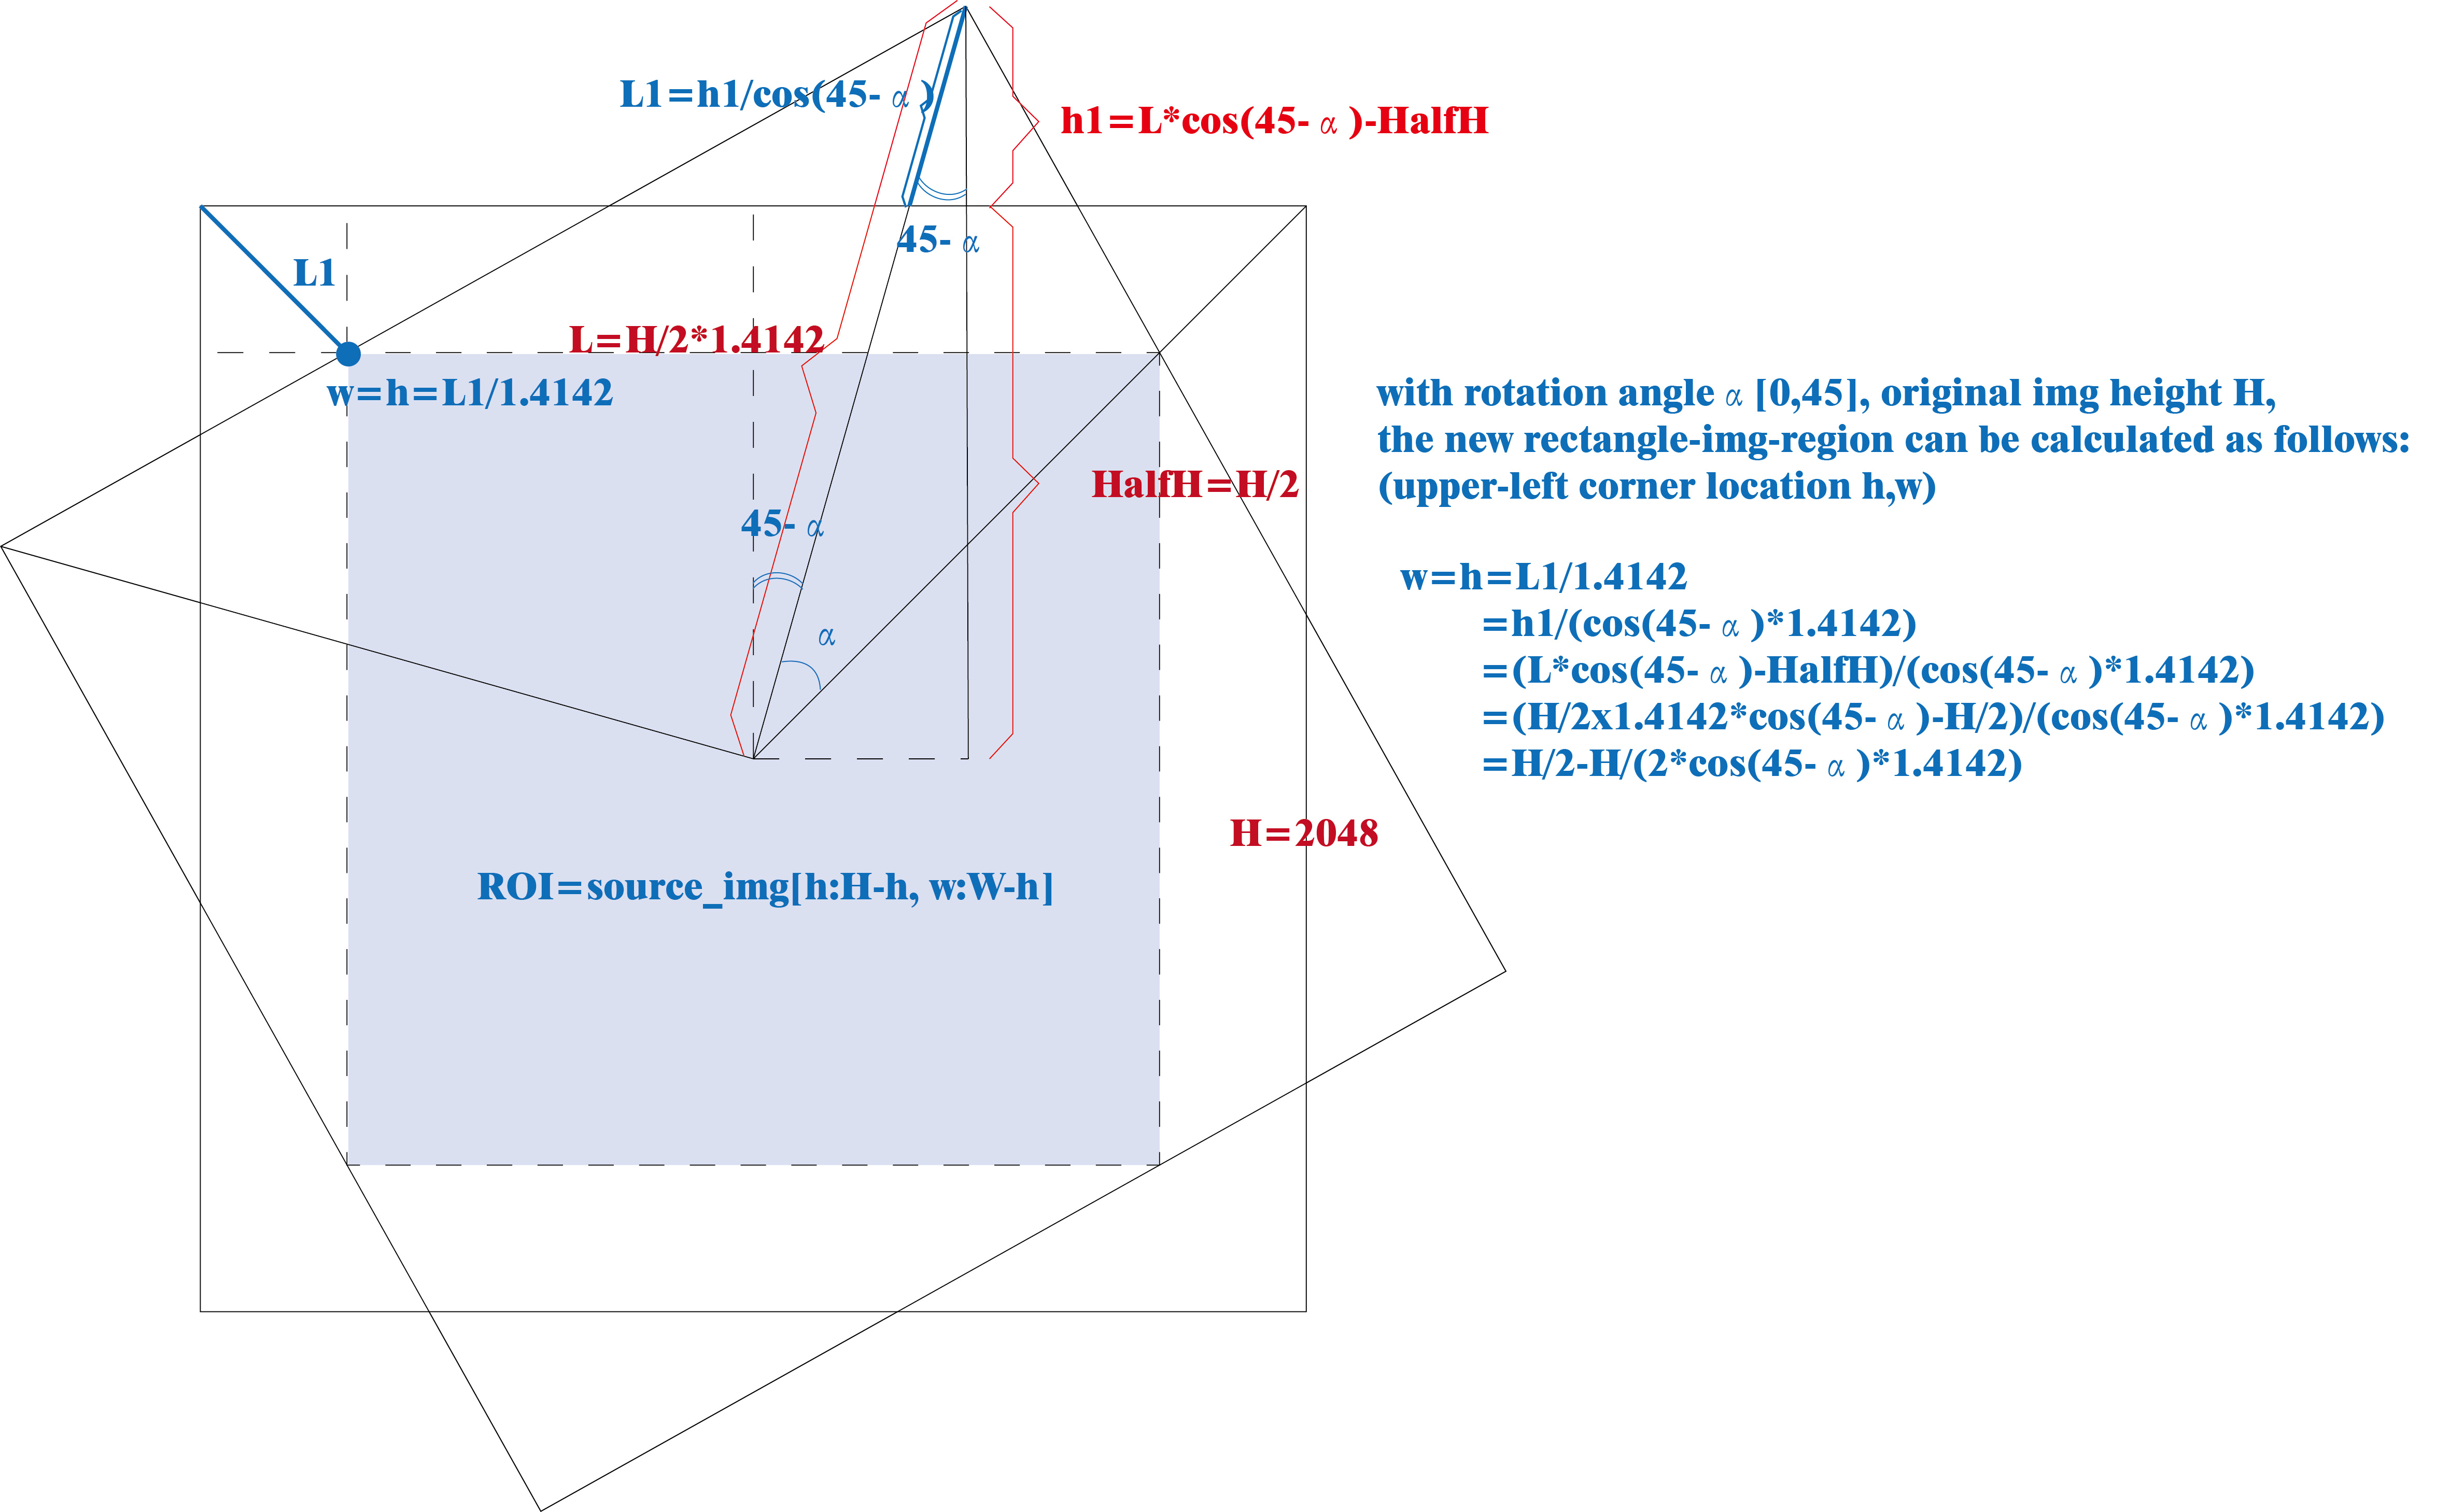 L1=h1/cos(45- α )
h1=L*cos(45- α )-HalfH
45- α
L1
L=H/2*1.4142
w=h=L1/1.4142
with rotation angle α [0,45], original img height H,
the new rectangle-img-region can be calculated as follows:
(upper-left corner location h,w)
HalfH=H/2
45- α
w=h=L1/1.4142
=h1/(cos(45- α )*1.4142)
=(L*cos(45- α )-HalfH)/(cos(45- α )*1.4142)
=(H/2x1.4142*cos(45- α )-H/2)/(cos(45- α )*1.4142)
=H/2-H/(2*cos(45- α )*1.4142)
α
H=2048
ROI=source_img[h:H-h, w:W-h]